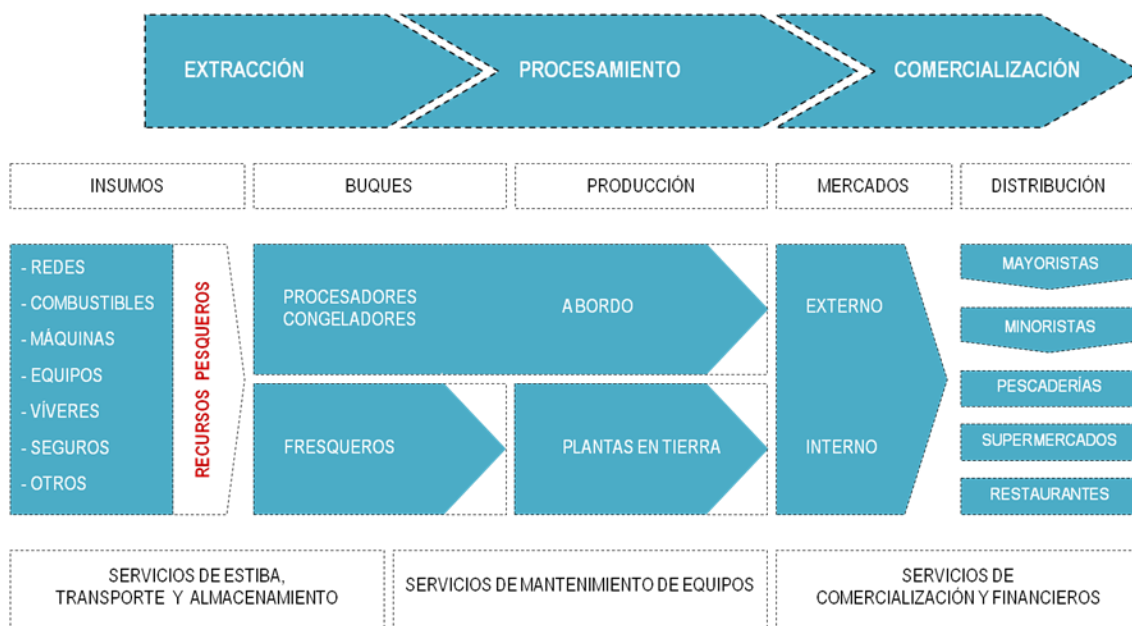 EXTRACCIÓN
PROCESAMIENTO
COMERCIALIZACIÓN
INSUMOS
BUQUES
PRODUCCIÓN
MERCADOS
DISTRIBUCIÓN
- REDES
- COMBUSTIBLES
- MÁQUINAS
- EQUIPOS
- VÍVERES
- SEGUROS
- OTROS
RECURSOS PESQUEROS
PROCESADORES
CONGELADORES
A BORDO
FRESQUEROS
PLANTAS EN TIERRA
EXTERNO
INTERNO
MAYORISTAS
MINORISTAS
PESCADERÍAS
SUPERMERCADOS
RESTAURANTES
SERVICIOS DE ESTIBA,
TRANSPORTE Y ALMACENAMIENTO
SERVICIOS DE MANTENIMIENTO DE EQUIPOS
SERVICIOS DE
COMERCIALIZACIÓN Y FINANCIEROS